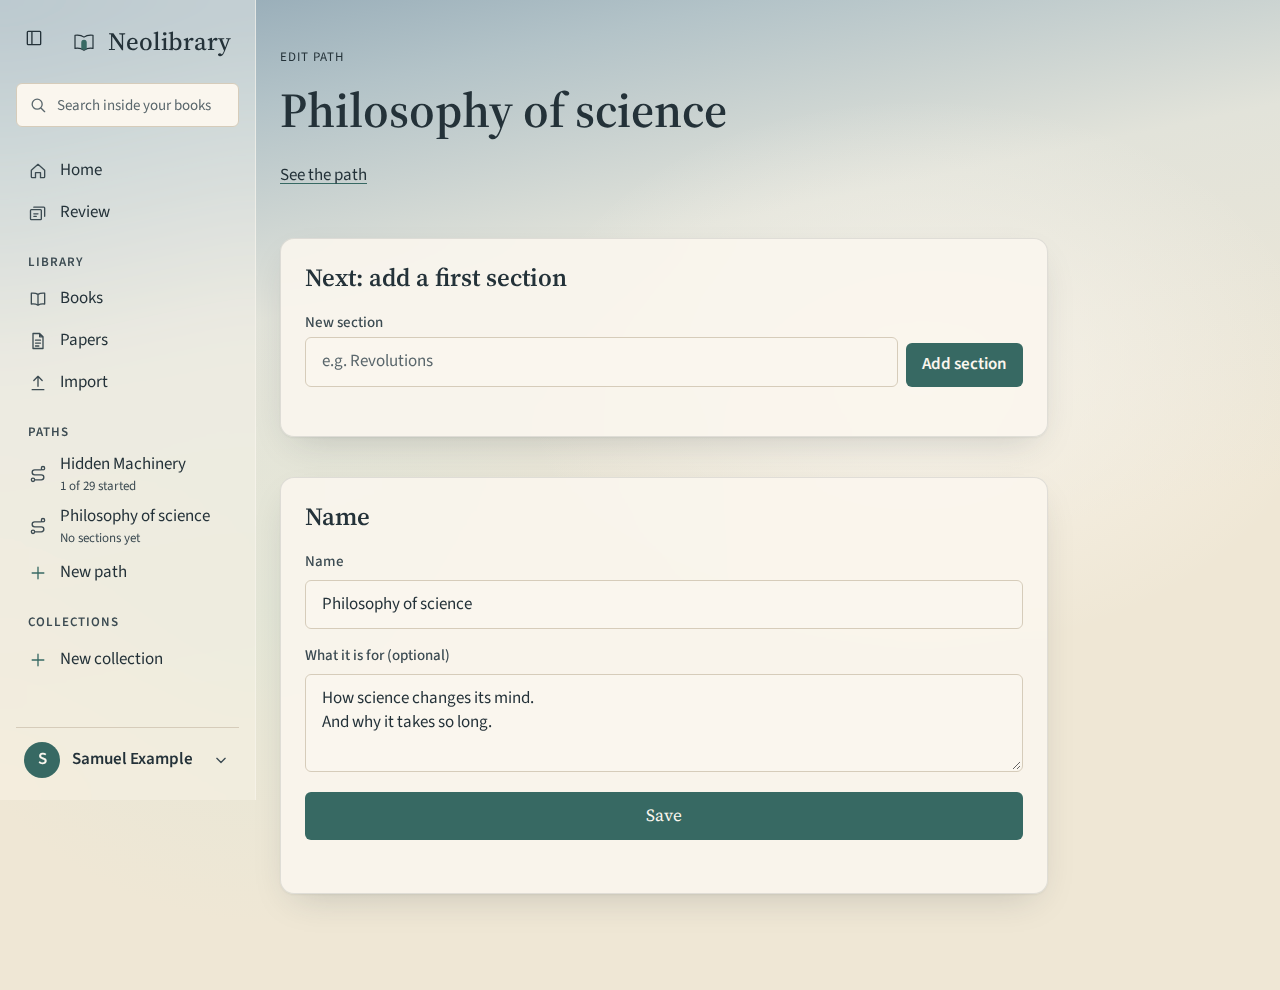 Neolibrary
Search inside your books
Home
Review
LIBRARY
Books
Papers
Import
PATHS
Hidden Machinery
1 of 29 started
Philosophy of science
No sections yet
New path
COLLECTIONS
New collection
S
Samuel Example
EDIT PATH
Philosophy of science
See the path
Next: add a first section
New section
e.g. Revolutions
Add section
Name
Name
Philosophy of science
What it is for (optional)
How science changes its mind.
And why it takes so long.
Save